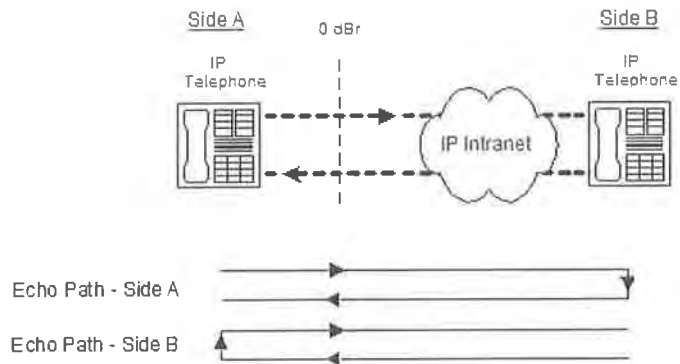 Side A
0 dBr
Side B
IP
Telephone
IP
Telephone
IP Intranet
Echo Path - Side A
Echo Path - Side B